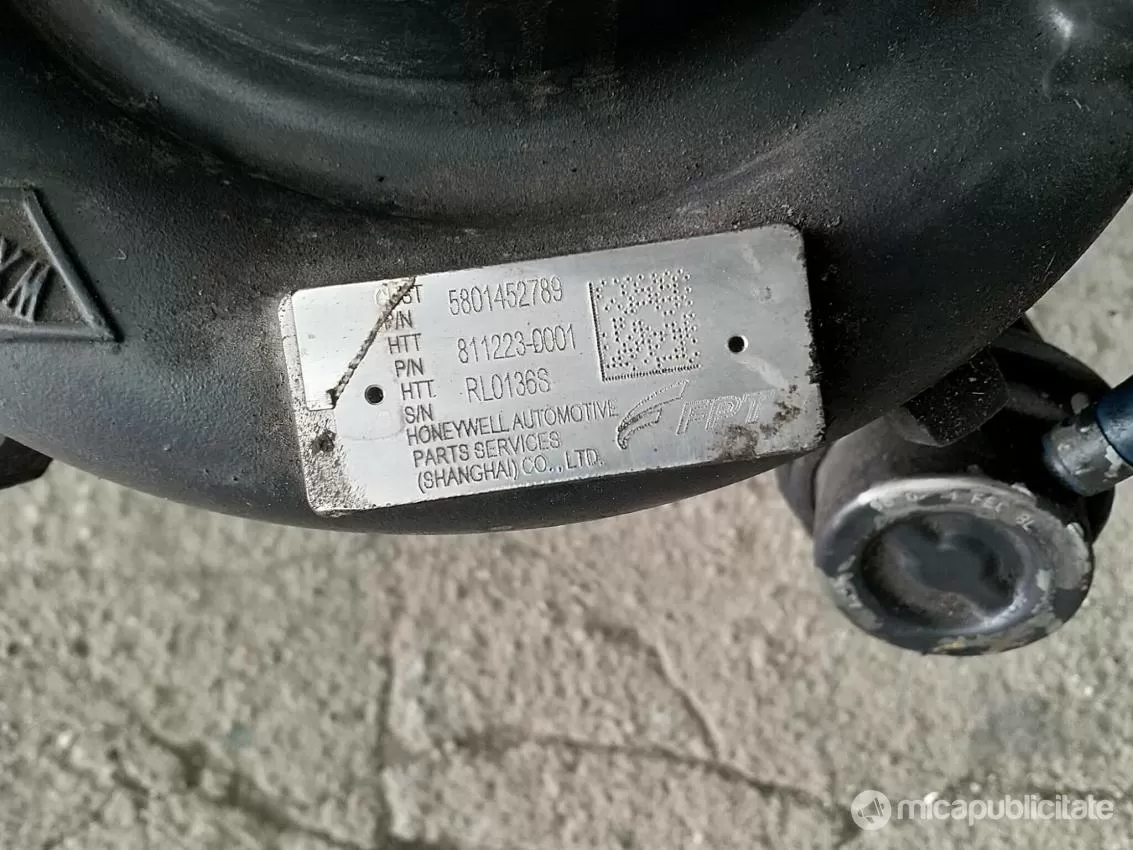 CUST P/N 5801452789
HTT P/N 811223-0001
HTT. S/N RL0136S
HONEYWELL AUTOMOTIVE
PARTS SERVICES
(SHANGHAI) CO., LTD.
FPT
micapublicitate